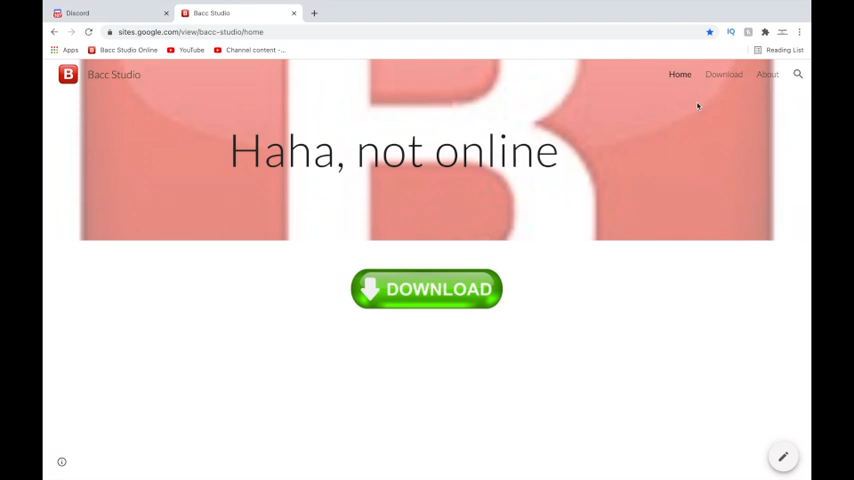 Discord
Bacc Studio
sites.google.com/view/bacc-studio/home
Apps
Bacc Studio Online
YouTube
Channel content -...
Reading List
B
Bacc Studio
Home
Download
About
Haha, not online
DOWNLOAD